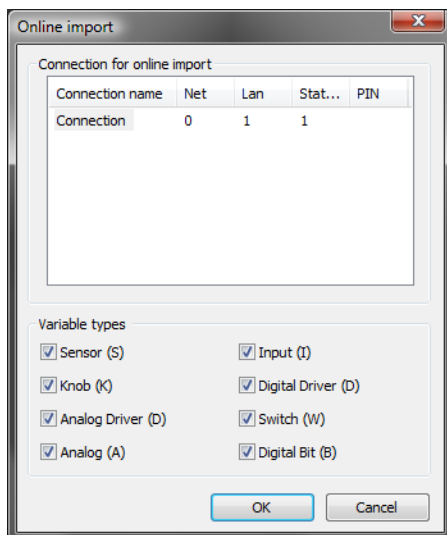 Online import
Connection for online import
Connection name Net Lan Stat... PIN
Connection 0 1 1
Variable types
Sensor (S) Input (I)
Knob (K) Digital Driver (D)
Analog Driver (D) Switch (W)
Analog (A) Digital Bit (B)
OK Cancel